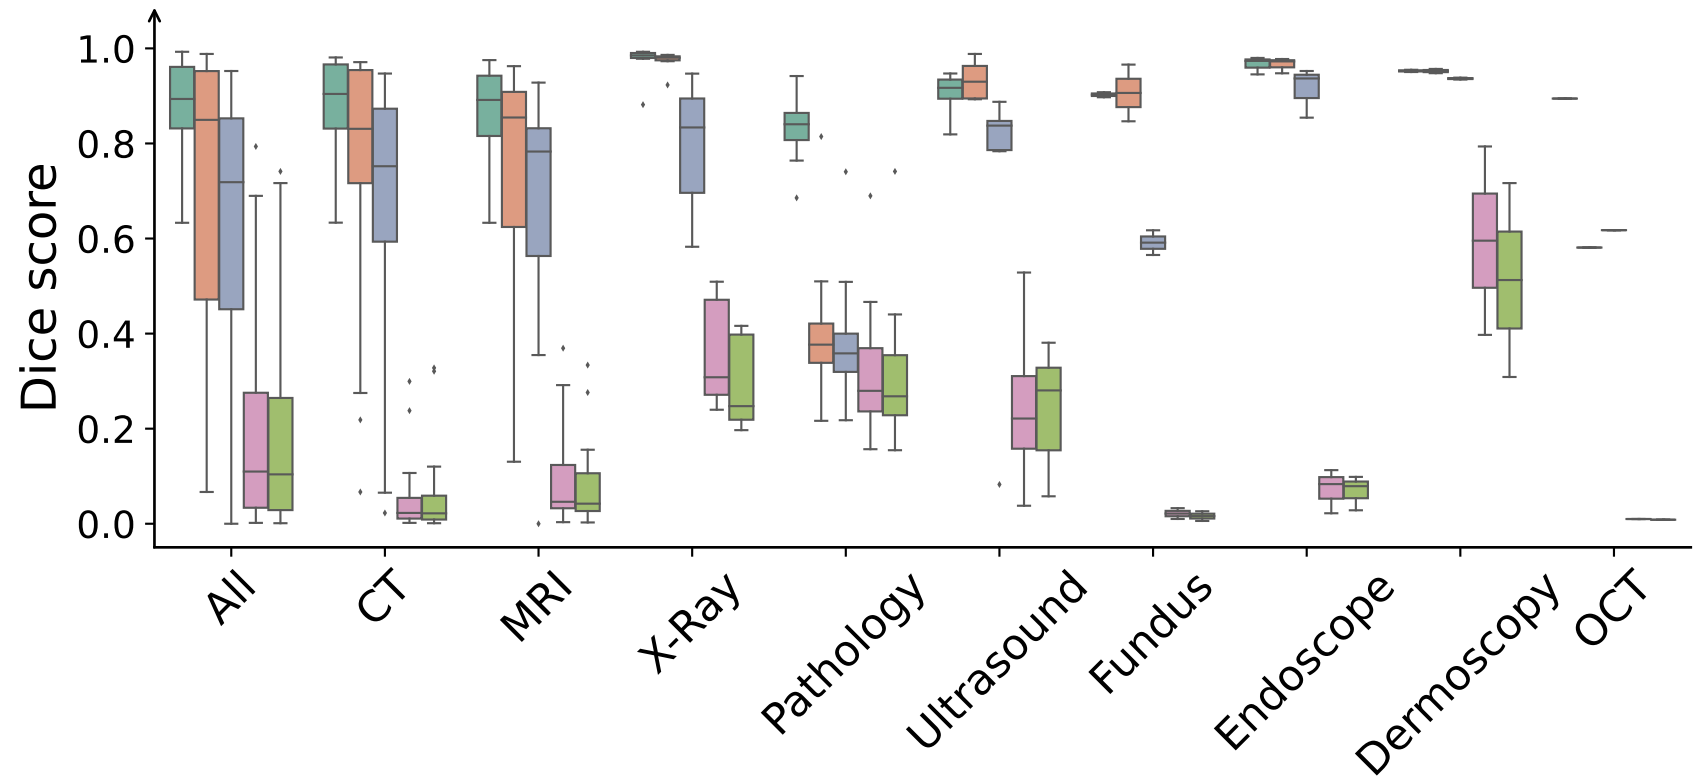 Dice score
1.0
0.8
0.6
0.4
0.2
0.0
All
CT
MRI
X-Ray
Pathology
Ultrasound
Fundus
Endoscope
Dermoscopy
OCT